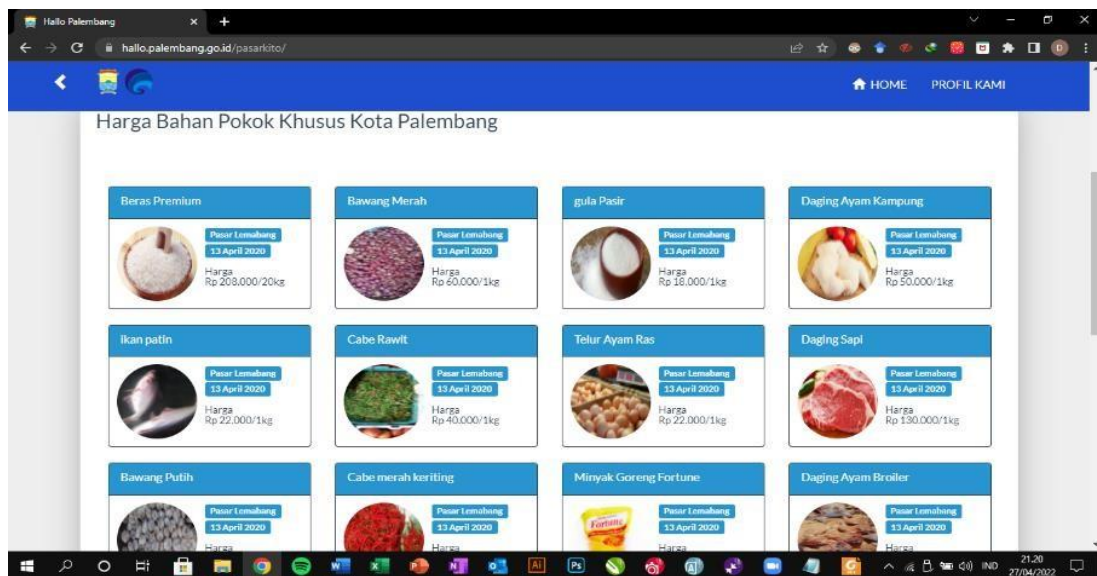 Hallo Palembang
hallo.palembang.go.id/pasarkito/
HOME PROFIL KAMI
Harga Bahan Pokok Khusus Kota Palembang
Beras Premium
Pasar Lemabang
13 April 2020
Harga
Rp 208.000/20kg
Bawang Merah
Pasar Lemabang
13 April 2020
Harga
Rp 60.000/1kg
gula Pasir
Pasar Lemabang
13 April 2020
Harga
Rp 18.000/1kg
Daging Ayam Kampung
Pasar Lemabang
13 April 2020
Harga
Rp 50.000/1kg
ikan patin
Pasar Lemabang
13 April 2020
Harga
Rp 22.000/1kg
Cabe Rawit
Pasar Lemabang
13 April 2020
Harga
Rp 40.000/1kg
Telur Ayam Ras
Pasar Lemabang
13 April 2020
Harga
Rp 22.000/1kg
Daging Sapi
Pasar Lemabang
13 April 2020
Harga
Rp 130.000/1kg
Bawang Putih
Pasar Lemabang
13 April 2020
Harga
Cabe merah keriting
Pasar Lemabang
13 April 2020
Harga
Minyak Goreng Fortune
Fortune
Pasar Lemabang
13 April 2020
Harga
Daging Ayam Broiler
Pasar Lemabang
13 April 2020
Harga
IND
21.20
27/04/2022